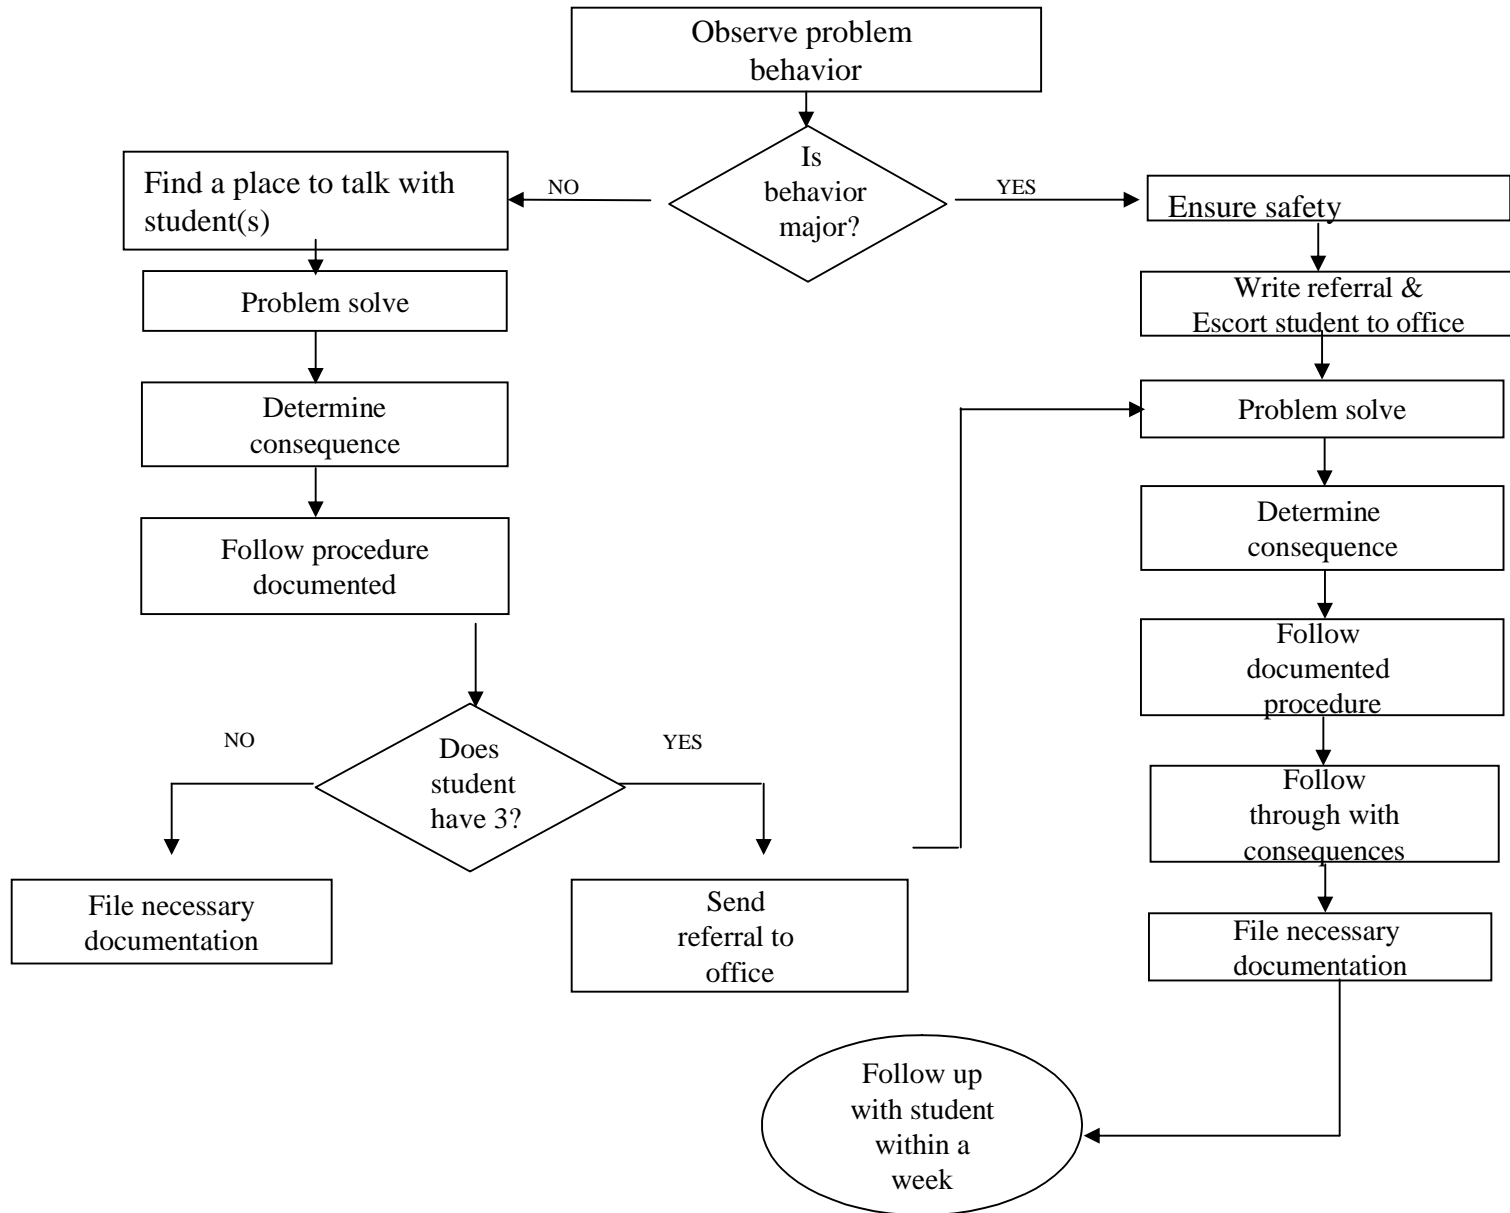 Observe problem
behavior
Is
behavior
major?
NO
YES
Find a place to talk with
student(s)
Problem solve
Determine
consequence
Follow procedure
documented
Does
student
have 3?
NO
YES
File necessary
documentation
Send
referral to
office
Ensure safety
Write referral &
Escort student to office
Problem solve
Determine
consequence
Follow
documented
procedure
Follow
through with
consequences
File necessary
documentation
Follow up
with student
within a
week